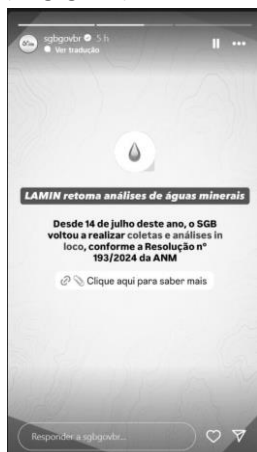 sgbgovbr 5 h
Ver tradução
LAMIN retoma análises de águas minerais
Desde 14 de julho deste ano, o SGB
voltou a realizar coletas e análises in
loco, conforme a Resolução nº
193/2024 da ANM
Clique aqui para saber mais
Responder a sgbgovbr...